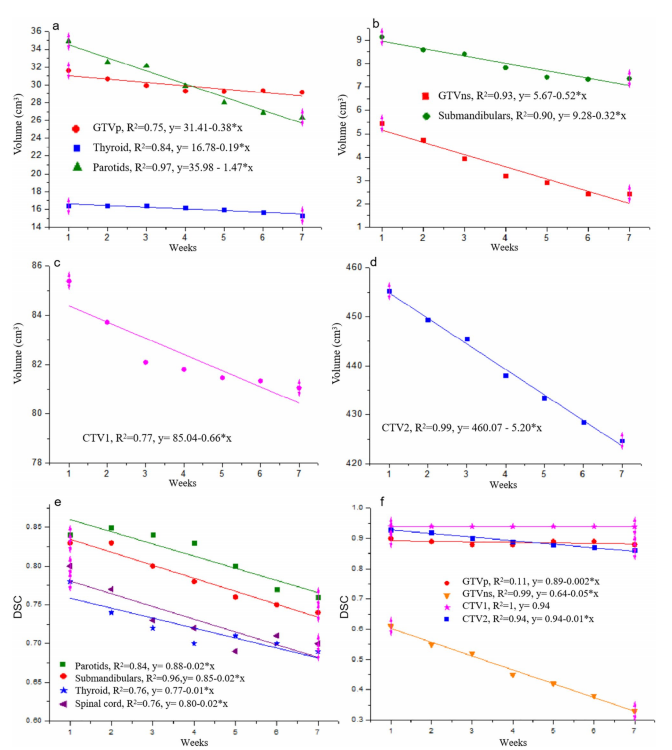 a
Volume (cm³)
36
34
32
30
28
26
24
22
20
18
16
14
GTVp, R²=0.75, y= 31.41-0.38*x
Thyroid, R²=0.84, y= 16.78-0.19*x
Parotids, R²=0.97, y=35.98 - 1.47*x
1 2 3 4 5 6 7
Weeks
b
Volume (cm³)
9
8
7
6
5
4
3
2
1
GTVns, R²=0.93, y= 5.67-0.52*x
Submandibulars, R²=0.90, y= 9.28-0.32*x
1 2 3 4 5 6 7
Weeks
c
Volume (cm³)
86
84
82
80
78
CTV1, R²=0.77, y= 85.04-0.66*x
1 2 3 4 5 6 7
Weeks
d
Volume (cm³)
460
450
440
430
420
CTV2, R²=0.99, y= 460.07 - 5.20*x
1 2 3 4 5 6 7
Weeks
e
DSC
0.85
0.80
0.75
0.70
0.65
0.60
Parotids, R²=0.84, y= 0.88-0.02*x
Submandibulars, R²=0.96,y= 0.85-0.02*x
Thyroid, R²=0.76, y= 0.77-0.01*x
Spinal cord, R²=0.76, y= 0.80-0.02*x
1 2 3 4 5 6 7
Weeks
f
DSC
1.0
0.9
0.8
0.7
0.6
0.5
0.4
0.3
GTVp, R²=0.11, y= 0.89-0.002*x
GTVns, R²=0.99, y= 0.64-0.05*x
CTV1, R²=1, y= 0.94
CTV2, R²=0.94, y= 0.94-0.01*x
1 2 3 4 5 6 7
Weeks